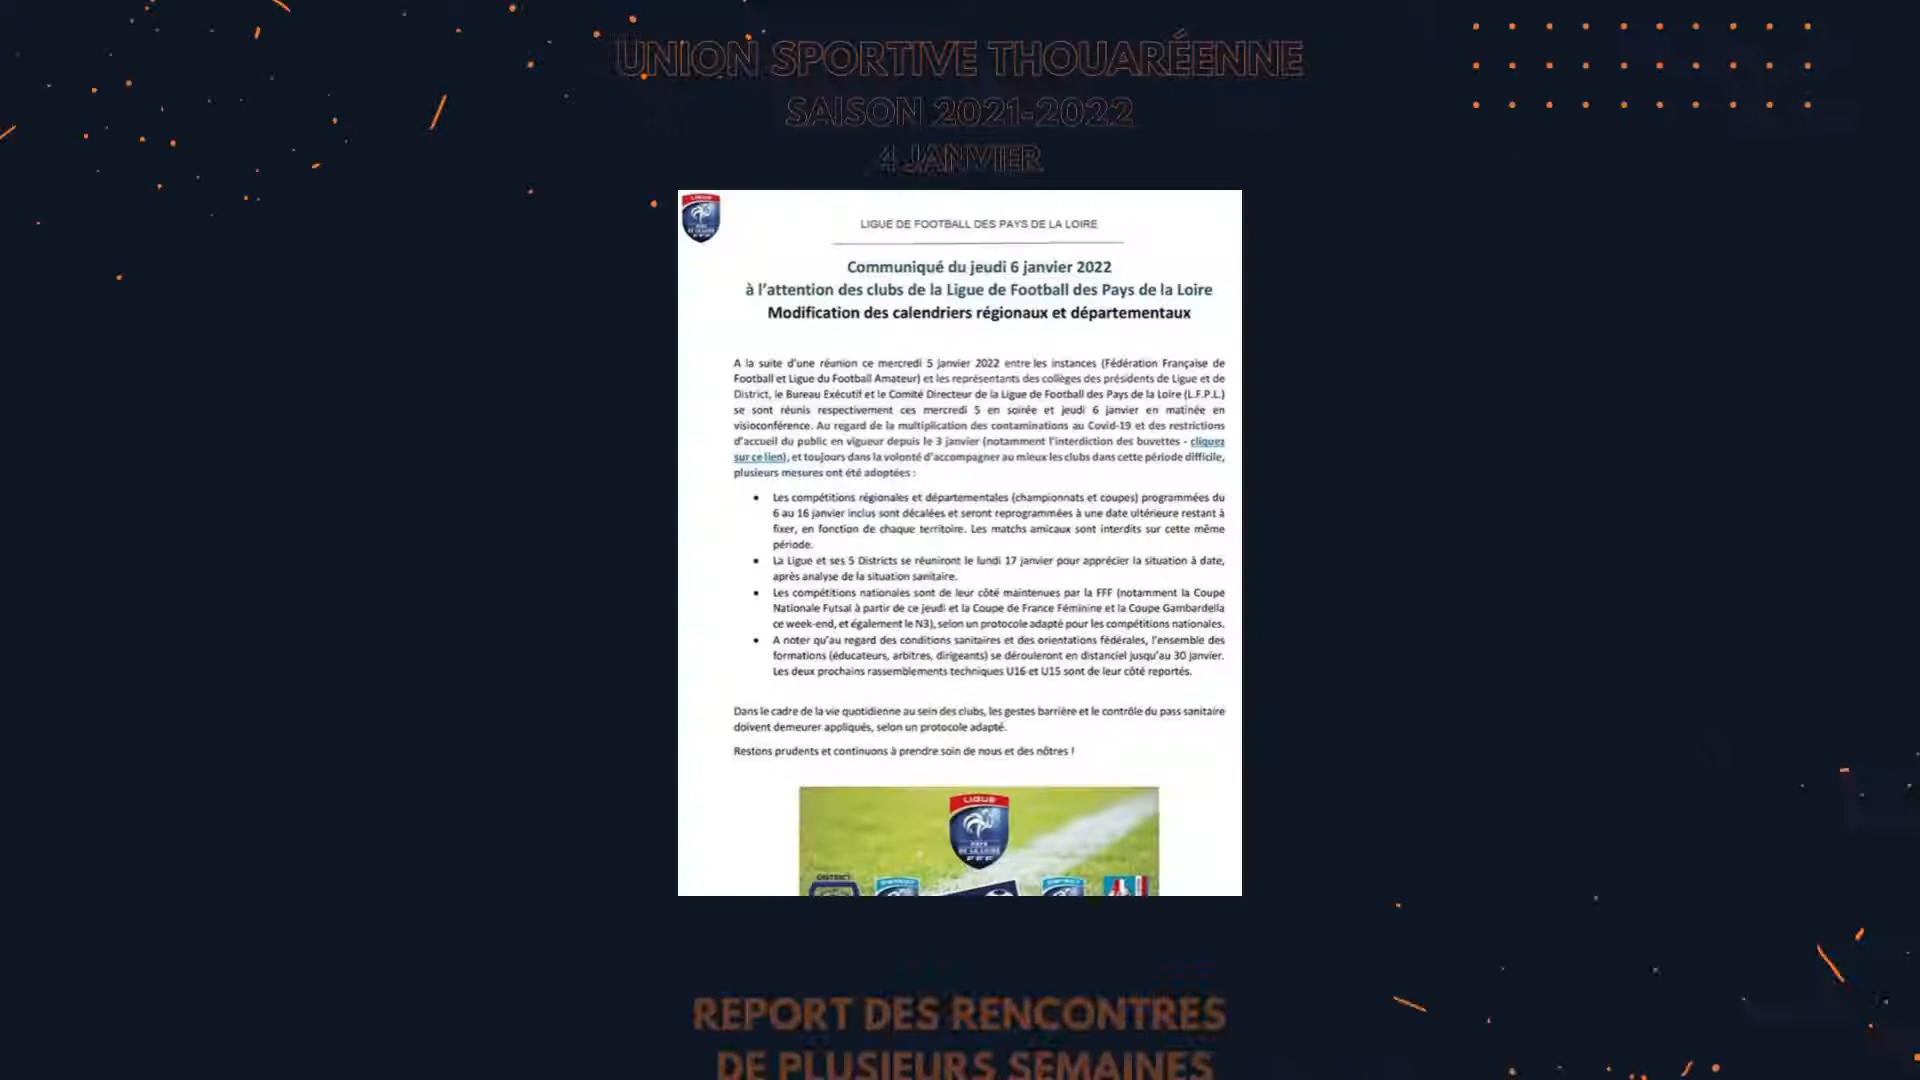 UNION SPORTIVE THOUARÉENNE
SAISON 2021-2022
4 JANVIER
LIGUE DE FOOTBALL DES PAYS DE LA LOIRE
Communiqué du jeudi 6 janvier 2022
à l'attention des clubs de la Ligue de Football des Pays de la Loire
Modification des calendriers régionaux et départementaux
A la suite d'une réunion ce mercredi 5 janvier 2022 entre les instances (Fédération Française de
Football et Ligue du Football Amateur) et les représentants des collèges des présidents de Ligue et de
District, le Bureau Exécutif et le Comité Directeur de la Ligue de Football des Pays de la Loire (L.F.P.L.)
se sont réunis respectivement ces mercredi 5 en soirée et jeudi 6 janvier en matinée en
visioconférence. Au regard de la multiplication des contaminations au Covid-19 et des restrictions
d'accueil du public en vigueur depuis le 3 janvier (notamment l'interdiction des buvettes - cliquez
sur ce lien), et toujours dans la volonté d'accompagner au mieux les clubs dans cette période difficile,
plusieurs mesures ont été adoptées :
• Les compétitions régionales et départementales (championnats et coupes) programmées du
6 au 16 janvier inclus sont décalées et seront reprogrammées à une date ultérieure restant à
fixer, en fonction de chaque territoire. Les matchs amicaux sont interdits sur cette même
période.
• La Ligue et ses 5 Districts se réuniront le lundi 17 janvier pour apprécier la situation à date,
après analyse de la situation sanitaire.
• Les compétitions nationales sont de leur côté maintenues par la FFF (notamment la Coupe
Nationale Futsal à partir de ce jeudi et la Coupe de France Féminine et la Coupe Gambardella
ce week-end, et également le N3), selon un protocole adapté pour les compétitions nationales.
• A noter qu'au regard des conditions sanitaires et des orientations fédérales, l'ensemble des
formations (éducateurs, arbitres, dirigeants) se dérouleront en distanciel jusqu'au 30 janvier.
Les deux prochains rassemblements techniques U16 et U15 sont de leur côté reportés.
Dans le cadre de la vie quotidienne au sein des clubs, les gestes barrière et le contrôle du pass sanitaire
doivent demeurer appliqués, selon un protocole adapté.
Restons prudents et continuons à prendre soin de nous et des nôtres !
LIGUE
PAYS
DE LA LOIRE
FFF
DISTRICT
REPORT DES RENCONTRES
DE PLUSIEURS SEMAINES